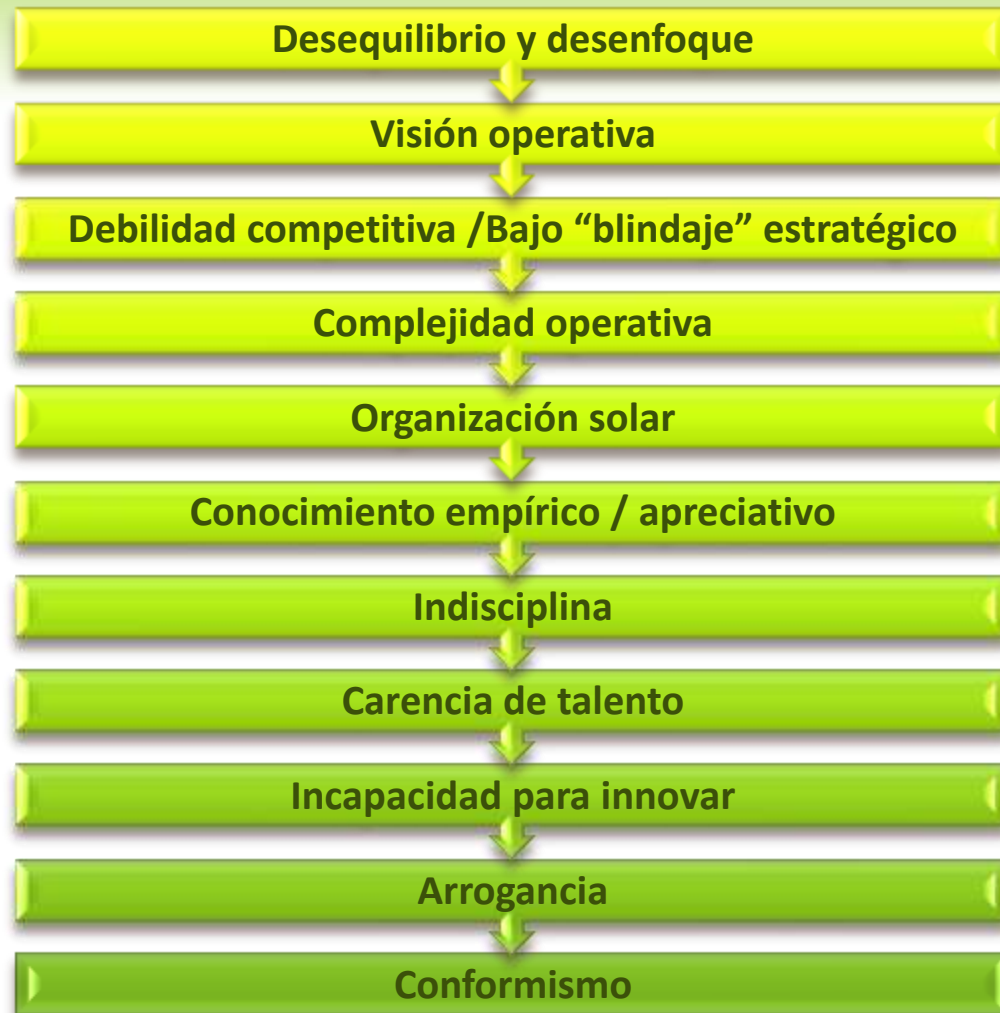 Desequilibrio y desenfoque
Visión operativa
Debilidad competitiva /Bajo “blindaje” estratégico
Complejidad operativa
Organización solar
Conocimiento empírico / apreciativo
Indisciplina
Carencia de talento
Incapacidad para innovar
Arrogancia
Conformismo